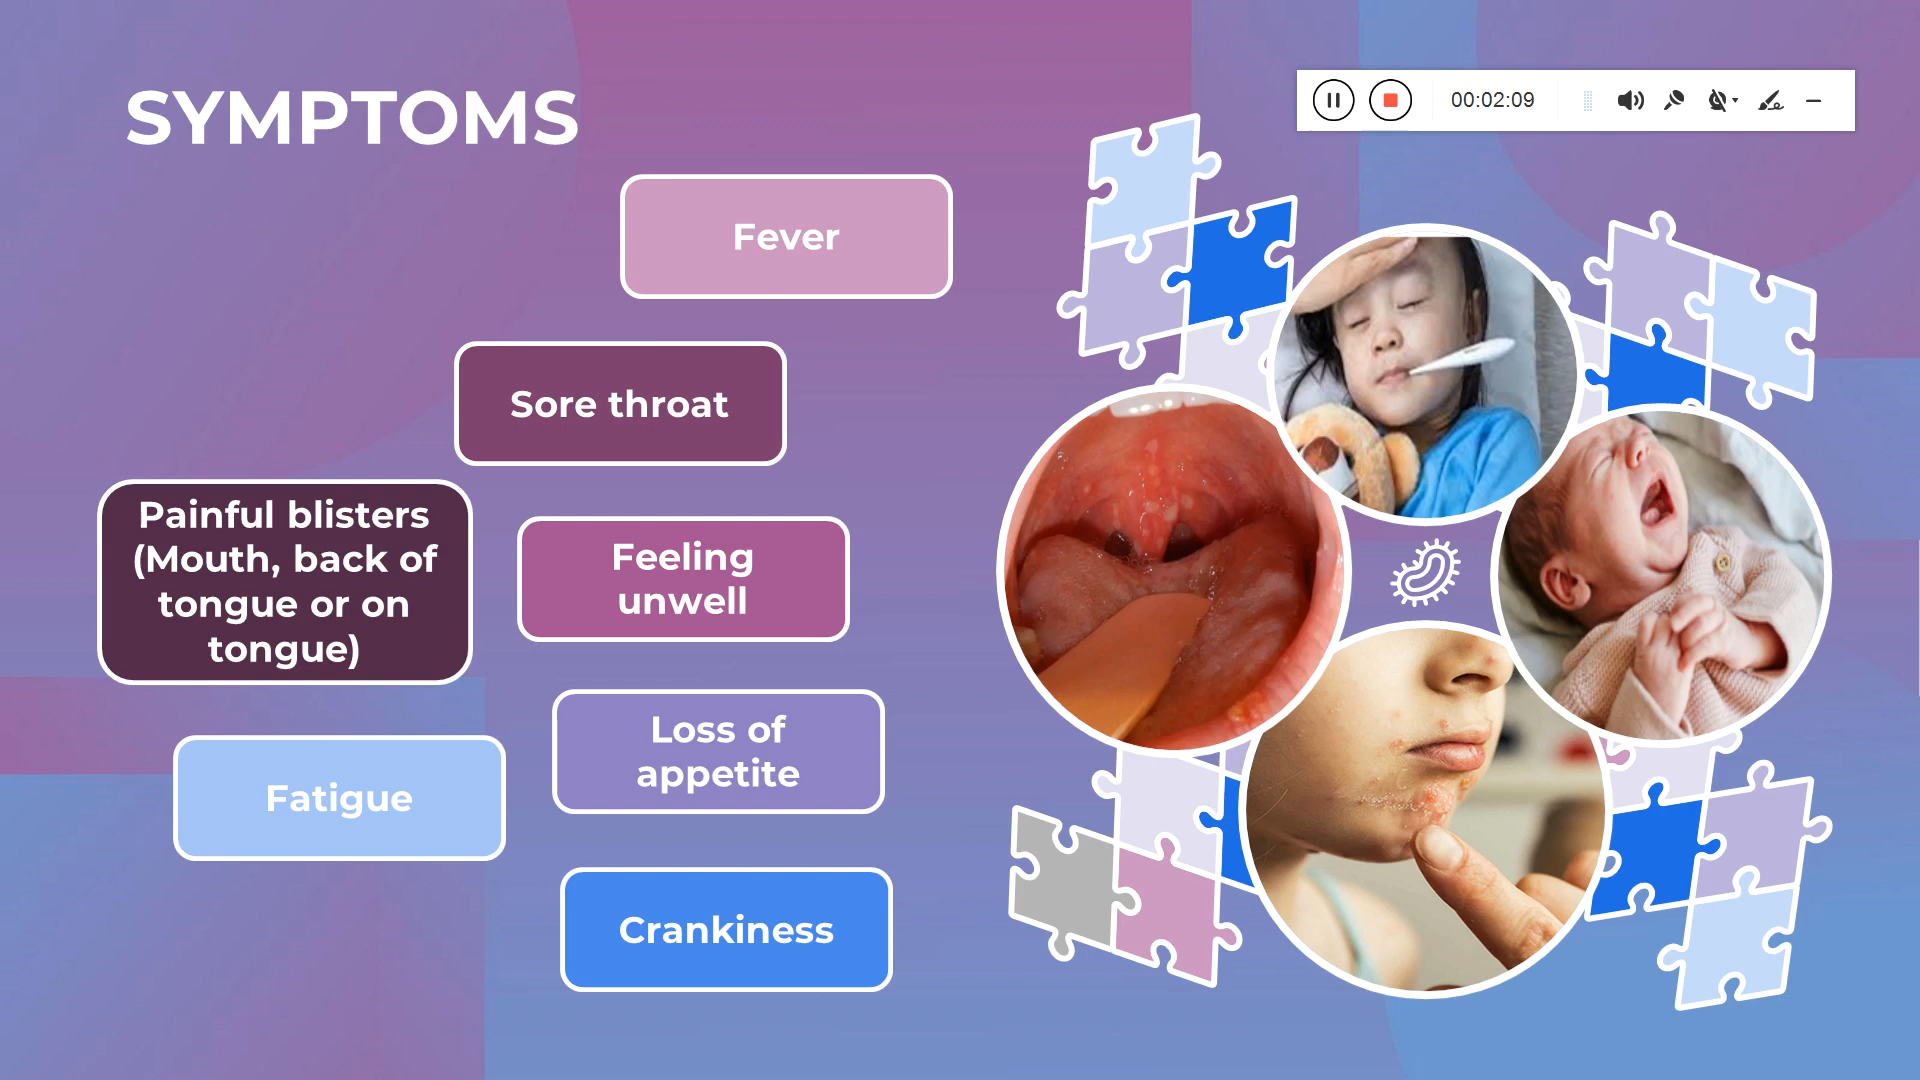 SYMPTOMS
00:02:09
Fever
Sore throat
Painful blisters
(Mouth, back of
tongue or on
tongue)
Feeling
unwell
Loss of
appetite
Fatigue
Crankiness